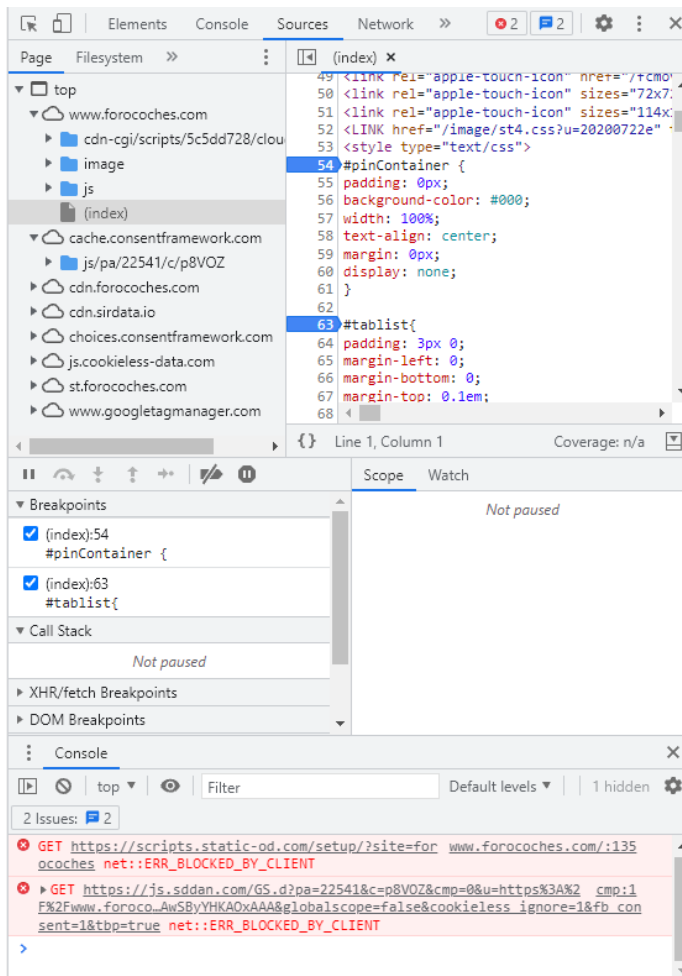 Elements Console Sources Network » 2 2
Page Filesystem »
(index) ×
top
www.forocoches.com
cdn-cgi/scripts/5c5dd728/clou
image
js
(index)
cache.consentframework.com
js/pa/22541/c/p8VOZ
cdn.forocoches.com
cdn.sirdata.io
choices.consentframework.com
js.cookieless-data.com
st.forocoches.com
www.googletagmanager.com
49 <link rel="apple-touch-icon" href="/fcmo
50 <link rel="apple-touch-icon" sizes="72x7
51 <link rel="apple-touch-icon" sizes="114x
52 <LINK href="/image/st4.css?u=20200722e"
53 <style type="text/css">
54 #pinContainer {
55 padding: 0px;
56 background-color: #000;
57 width: 100%;
58 text-align: center;
59 margin: 0px;
60 display: none;
61 }
62
63 #tablist{
64 padding: 3px 0;
65 margin-left: 0;
66 margin-bottom: 0;
67 margin-top: 0.1em;
68
{} Line 1, Column 1 Coverage: n/a
Scope Watch
Not paused
Breakpoints
(index):54
#pinContainer {
(index):63
#tablist{
Call Stack
Not paused
XHR/fetch Breakpoints
DOM Breakpoints
Console
top Filter Default levels 1 hidden
2 Issues: 2
GET https://scripts.static-od.com/setup/?site=for www.forocoches.com/:135
ocoches net::ERR_BLOCKED_BY_CLIENT
GET https://js.sddan.com/GS.d?pa=22541&c=p8VOZ&cmp=0&u=https%3A%2 cmp:1
F%2Fwww.foroco…AwSByYHKAOxAAA&globalscope=false&cookieless_ignore=1&fb_con
sent=1&tbp=true net::ERR_BLOCKED_BY_CLIENT